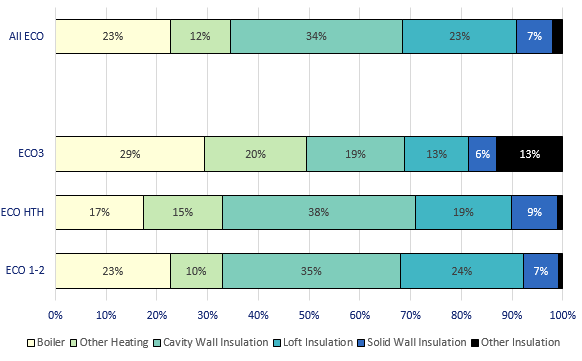 All ECO 23% 12% 34% 23% 7%
ECO3 29% 20% 19% 13% 6% 13%
ECO HTH 17% 15% 38% 19% 9%
ECO 1-2 23% 10% 35% 24% 7%
0% 10% 20% 30% 40% 50% 60% 70% 80% 90% 100%
Boiler Other Heating Cavity Wall Insulation Loft Insulation Solid Wall Insulation Other Insulation